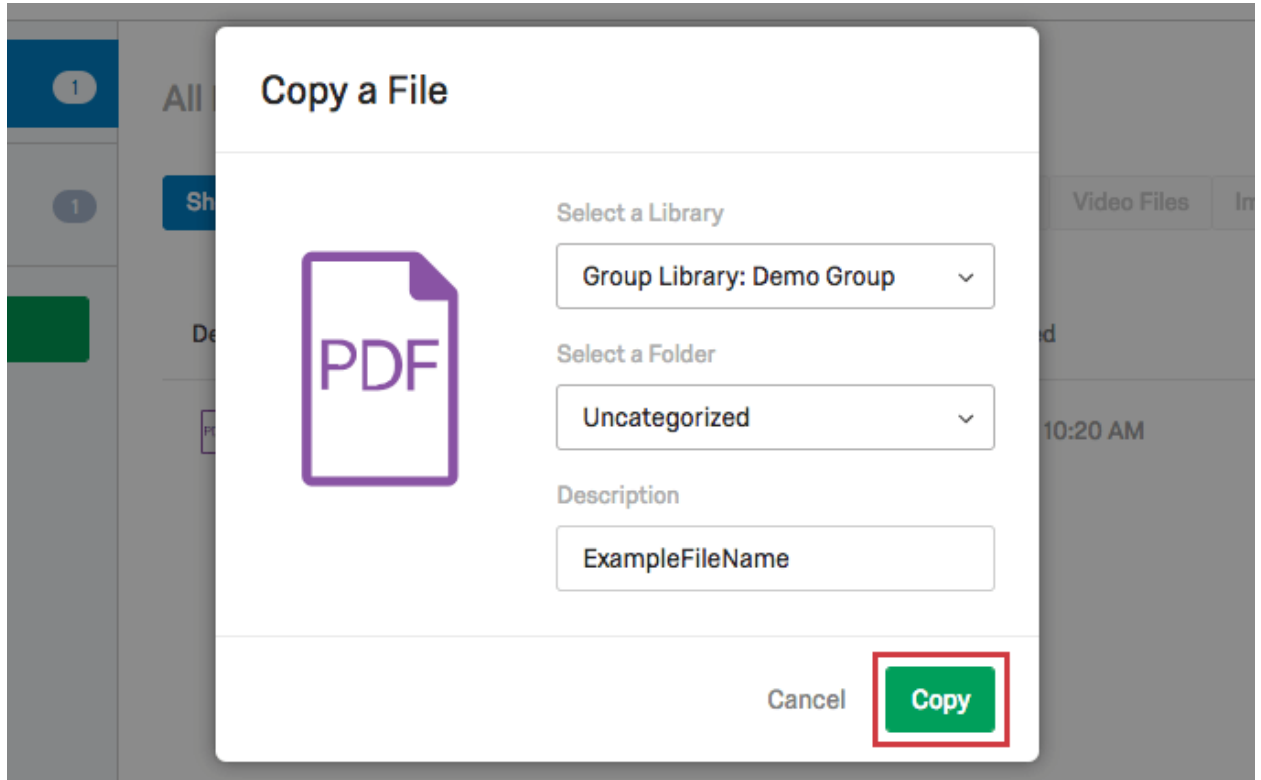 1
All
Copy a File
1
Sh
Select a Library
Video Files
Group Library: Demo Group
De
Select a Folder
ed
PDF
Uncategorized
10:20 AM
Description
ExampleFileName
Cancel
Copy